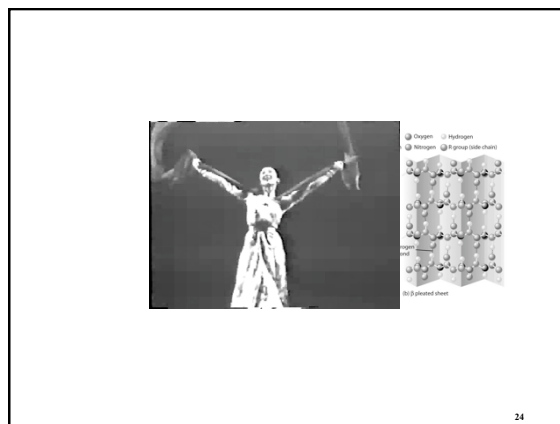 Oxygen Hydrogen
Nitrogen R group (side chain)
(b) β pleated sheet
24